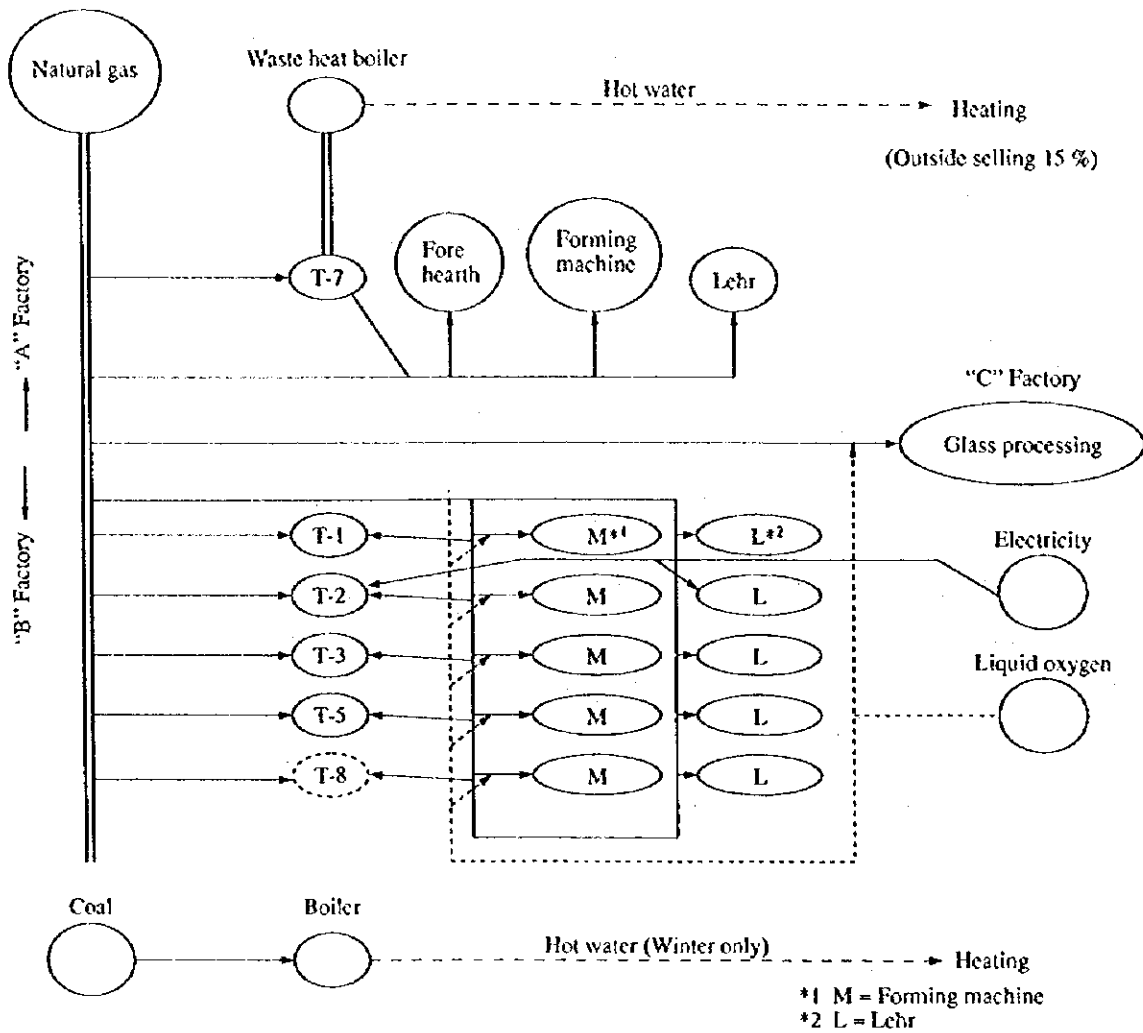 Natural gas
Waste heat boiler
Hot water
Heating
(Outside selling 15 %)
T-7
Fore
hearth
Forming
machine
Lehr
"A" Factory
"C" Factory
Glass processing
"B" Factory
T-1
M*1
L*2
Electricity
T-2
M
L
T-3
M
L
Liquid oxygen
T-5
M
L
T-8
M
L
Coal
Boiler
Hot water (Winter only)
Heating
*1 M = Forming machine
*2 L = Lehr